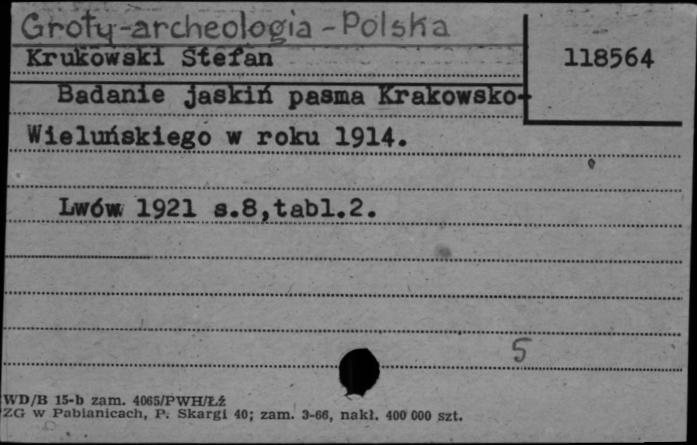 Groty-archeologia-Polska
Krukowski Stefan
118564
Badanie jaskiń pasma Krakowsko-
Wieluńskiego w roku 1914.
Lwów 1921 s.8,tabl.2.
5
WD/B 15-b zam. 4065/PWH/Łż
ZG w Pabianicach, P. Skargi 40; zam. 3-66, nakł. 400 000 szt.